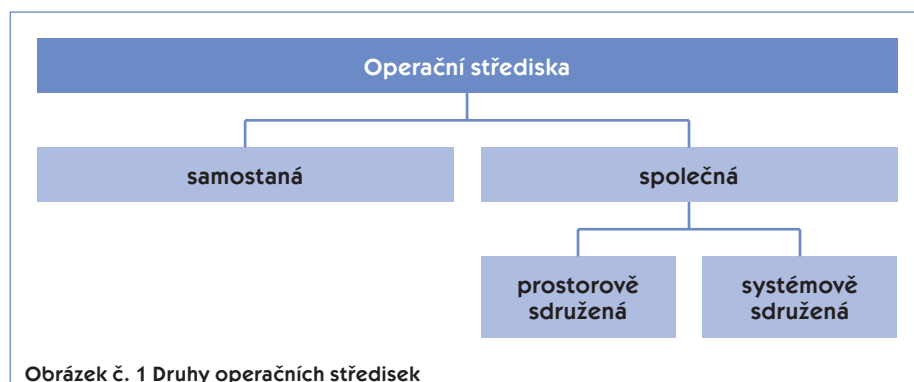 Operační střediska
samostaná
společná
prostorově
sdružená
systémově
sdružená
Obrázek č. 1 Druhy operačních středisek